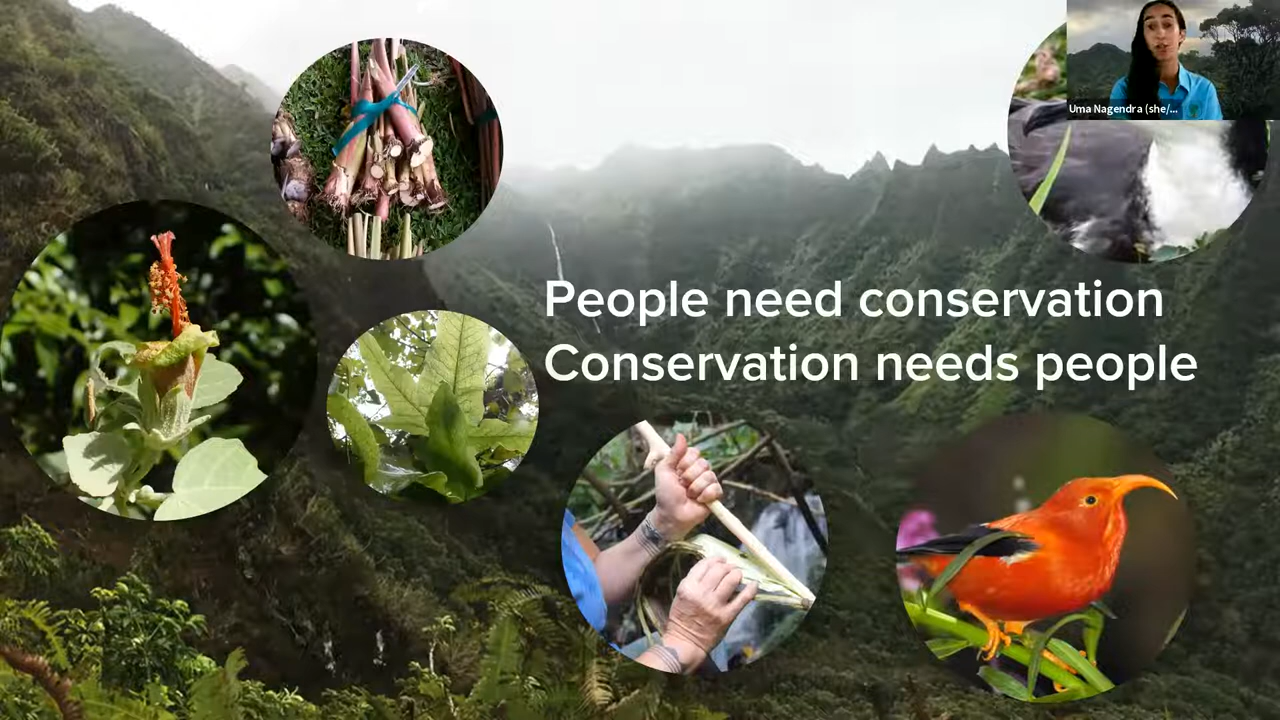 Uma Nagendra (she/...
People need conservation
Conservation needs people